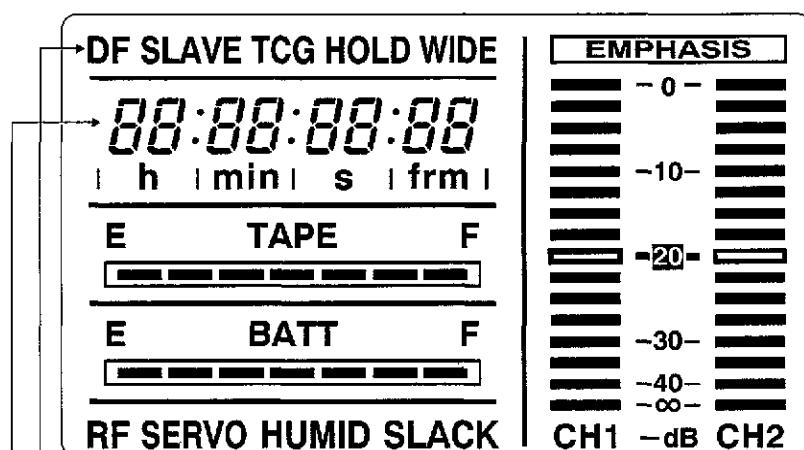 DF SLAVE TCG HOLD WIDE
88:88:88:88
h min s frm
E TAPE F
E BATT F
RF SERVO HUMID SLACK
EMPHASIS
0
-10-
-20-
-30-
-40-
-∞-
CH1 -dB CH2